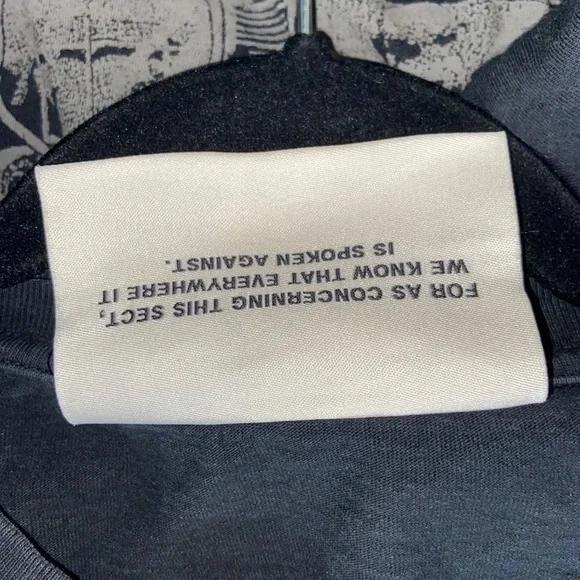 FOR AS CONCERNING THIS SECT,
WE KNOW THAT EVERYWHERE IT
IS SPOKEN AGAINST.